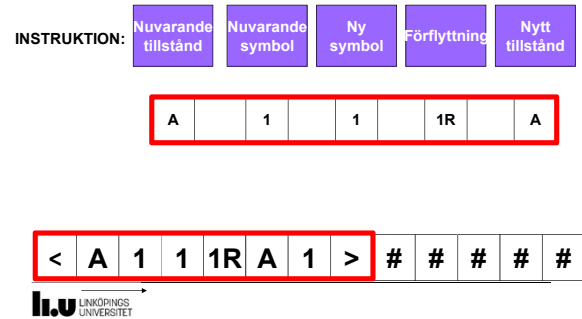 INSTRUKTION: Nuvarande tillstånd Nuvarande symbol Ny symbol Förflyttning Nytt tillstånd
A 1 1 1R A
< A 1 1 1R A 1 > # # # # #
li.u LINKÖPINGS UNIVERSITET